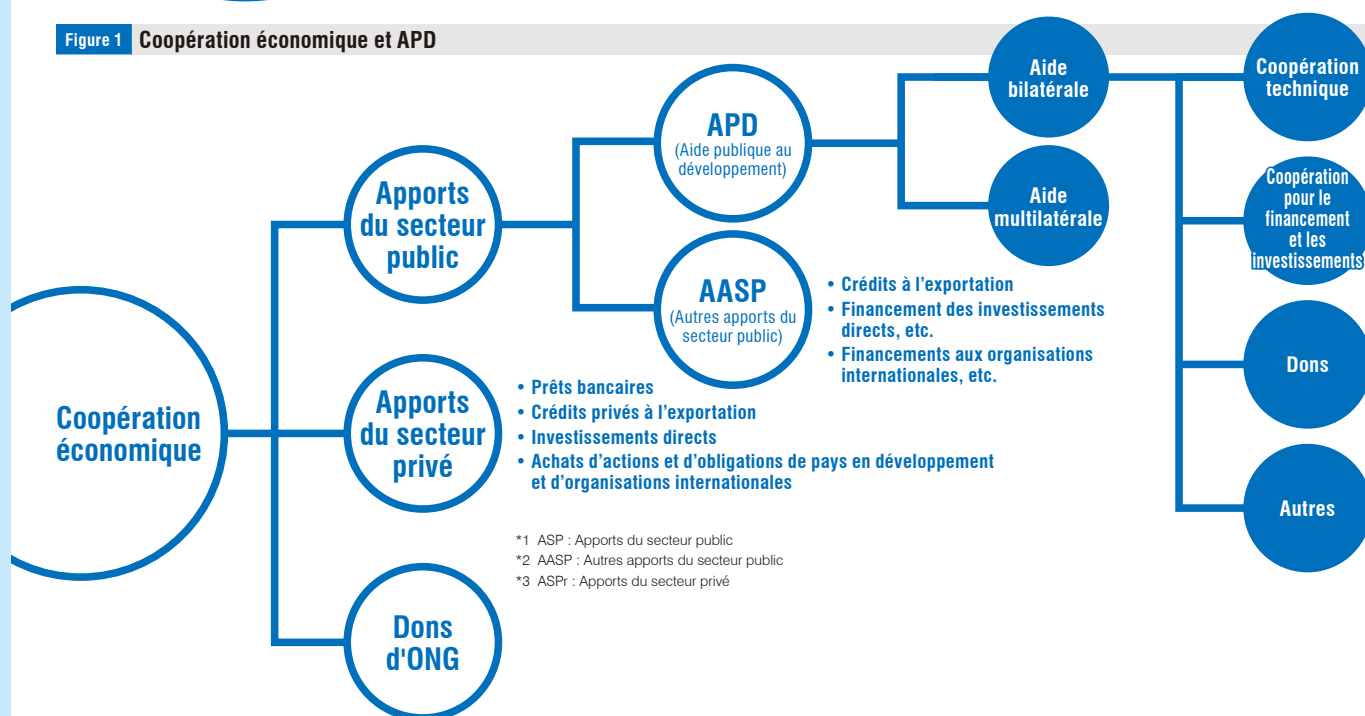 Figure 1 Coopération économique et APD
Coopération
économique
Apports
du secteur
public
Apports
du secteur
privé
Dons
d'ONG
APD
(Aide publique au
développement)
AASP
(Autres apports du
secteur public)
• Crédits à l'exportation
• Financement des investissements
directs, etc.
• Financements aux organisations
internationales, etc.
• Prêts bancaires
• Crédits privés à l'exportation
• Investissements directs
• Achats d'actions et d'obligations de pays en développement
et d'organisations internationales
*1 ASP : Apports du secteur public
*2 AASP : Autres apports du secteur public
*3 ASPr : Apports du secteur privé
Aide
bilatérale
Aide
multilatérale
Coopération
technique
Coopération
pour le
financement
et les
investissements
Dons
Autres